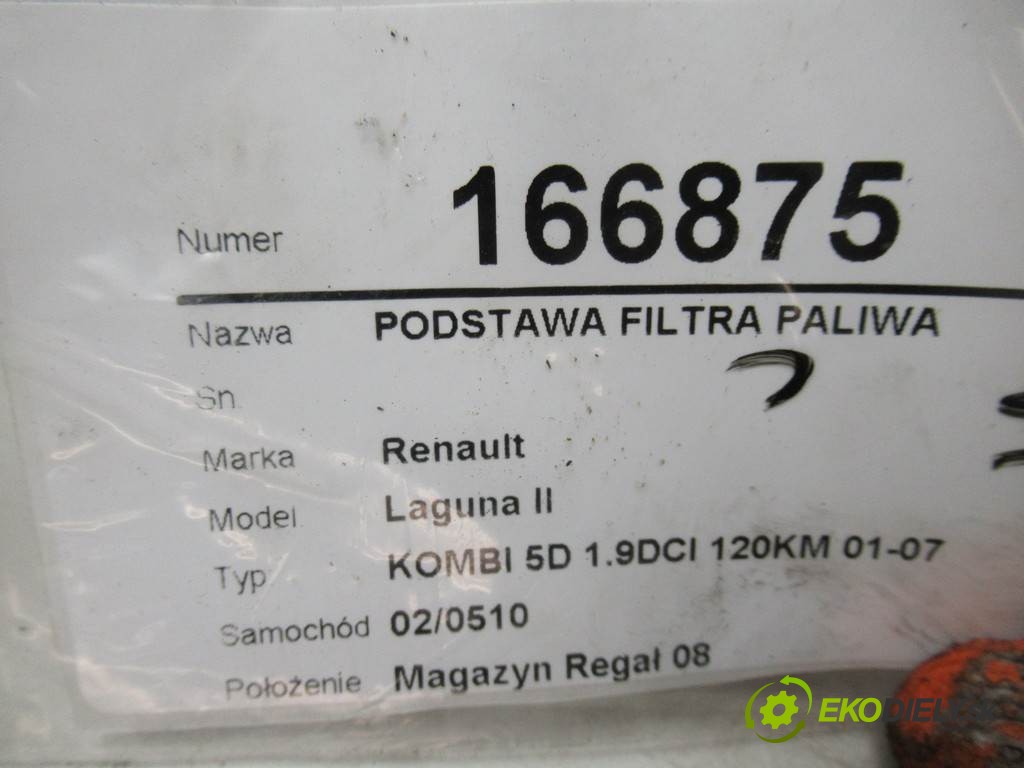 Numer 166875
Nazwa PODSTAWA FILTRA PALIWA
Sn
Marka Renault
Model Laguna II
Typ KOMBI 5D 1.9DCI 120KM 01-07
Samochód 02/0510
Położenie Magazyn Regał 08